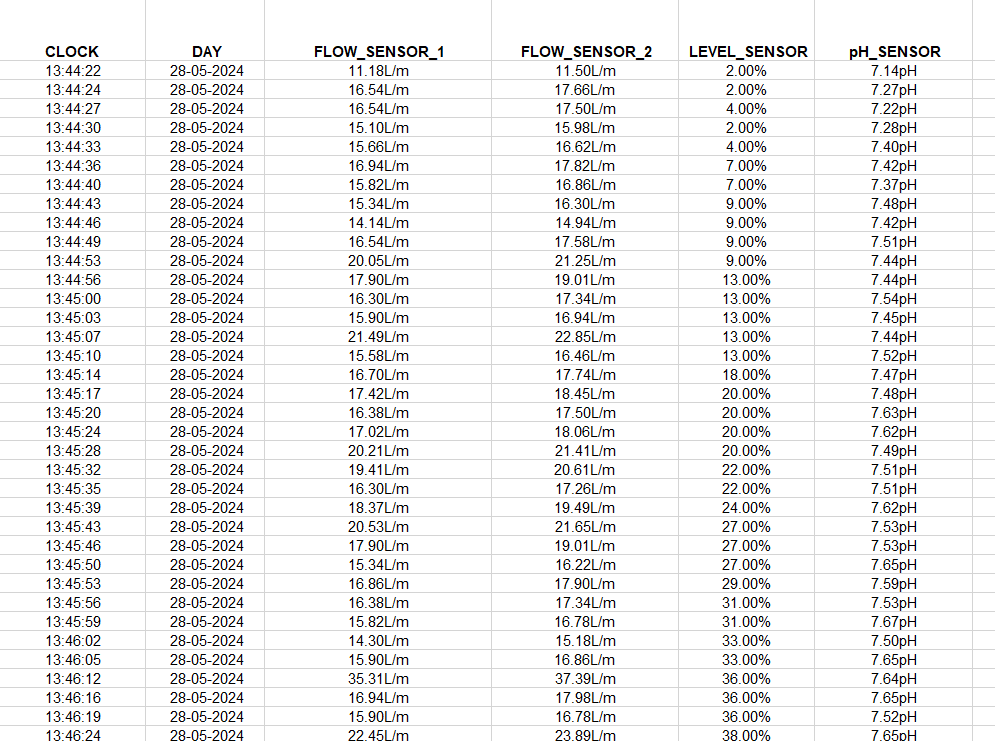 CLOCK DAY FLOW_SENSOR_1 FLOW_SENSOR_2 LEVEL_SENSOR pH_SENSOR
13:44:22 28-05-2024 11.18L/m 11.50L/m 2.00% 7.14pH
13:44:24 28-05-2024 16.54L/m 17.66L/m 2.00% 7.27pH
13:44:27 28-05-2024 16.54L/m 17.50L/m 4.00% 7.22pH
13:44:30 28-05-2024 15.10L/m 15.98L/m 2.00% 7.28pH
13:44:33 28-05-2024 15.66L/m 16.62L/m 4.00% 7.40pH
13:44:36 28-05-2024 16.94L/m 17.82L/m 7.00% 7.42pH
13:44:40 28-05-2024 15.82L/m 16.86L/m 7.00% 7.37pH
13:44:43 28-05-2024 15.34L/m 16.30L/m 9.00% 7.48pH
13:44:46 28-05-2024 14.14L/m 14.94L/m 9.00% 7.42pH
13:44:49 28-05-2024 16.54L/m 17.58L/m 9.00% 7.51pH
13:44:53 28-05-2024 20.05L/m 21.25L/m 9.00% 7.44pH
13:44:56 28-05-2024 17.90L/m 19.01L/m 13.00% 7.44pH
13:45:00 28-05-2024 16.30L/m 17.34L/m 13.00% 7.54pH
13:45:03 28-05-2024 15.90L/m 16.94L/m 13.00% 7.45pH
13:45:07 28-05-2024 21.49L/m 22.85L/m 13.00% 7.44pH
13:45:10 28-05-2024 15.58L/m 16.46L/m 13.00% 7.52pH
13:45:14 28-05-2024 16.70L/m 17.74L/m 18.00% 7.47pH
13:45:17 28-05-2024 17.42L/m 18.45L/m 20.00% 7.48pH
13:45:20 28-05-2024 16.38L/m 17.50L/m 20.00% 7.63pH
13:45:24 28-05-2024 17.02L/m 18.06L/m 20.00% 7.62pH
13:45:28 28-05-2024 20.21L/m 21.41L/m 20.00% 7.49pH
13:45:32 28-05-2024 19.41L/m 20.61L/m 22.00% 7.51pH
13:45:35 28-05-2024 16.30L/m 17.26L/m 22.00% 7.51pH
13:45:39 28-05-2024 18.37L/m 19.49L/m 24.00% 7.62pH
13:45:43 28-05-2024 20.53L/m 21.65L/m 27.00% 7.53pH
13:45:46 28-05-2024 17.90L/m 19.01L/m 27.00% 7.53pH
13:45:50 28-05-2024 15.34L/m 16.22L/m 27.00% 7.65pH
13:45:53 28-05-2024 16.86L/m 17.90L/m 29.00% 7.59pH
13:45:56 28-05-2024 16.38L/m 17.34L/m 31.00% 7.53pH
13:45:59 28-05-2024 15.82L/m 16.78L/m 31.00% 7.67pH
13:46:02 28-05-2024 14.30L/m 15.18L/m 33.00% 7.50pH
13:46:05 28-05-2024 15.90L/m 16.86L/m 33.00% 7.65pH
13:46:12 28-05-2024 35.31L/m 37.39L/m 36.00% 7.64pH
13:46:16 28-05-2024 16.94L/m 17.98L/m 36.00% 7.65pH
13:46:19 28-05-2024 15.90L/m 16.78L/m 36.00% 7.52pH
13:46:24 28-05-2024 22.45L/m 23.89L/m 38.00% 7.65pH